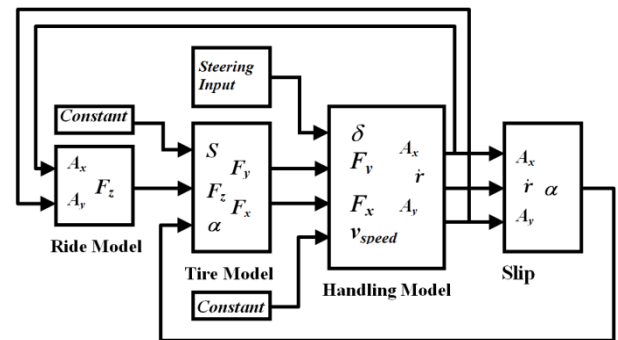 Steering
Input
Constant
A_x
A_y
F_z
Ride Model
S
F_y
F_z
F_x
α
Tire Model
Constant
δ
F_y
F_x
v_speed
A_x
ṙ
A_y
Handling Model
A_x
ṙ
A_y
α
Slip